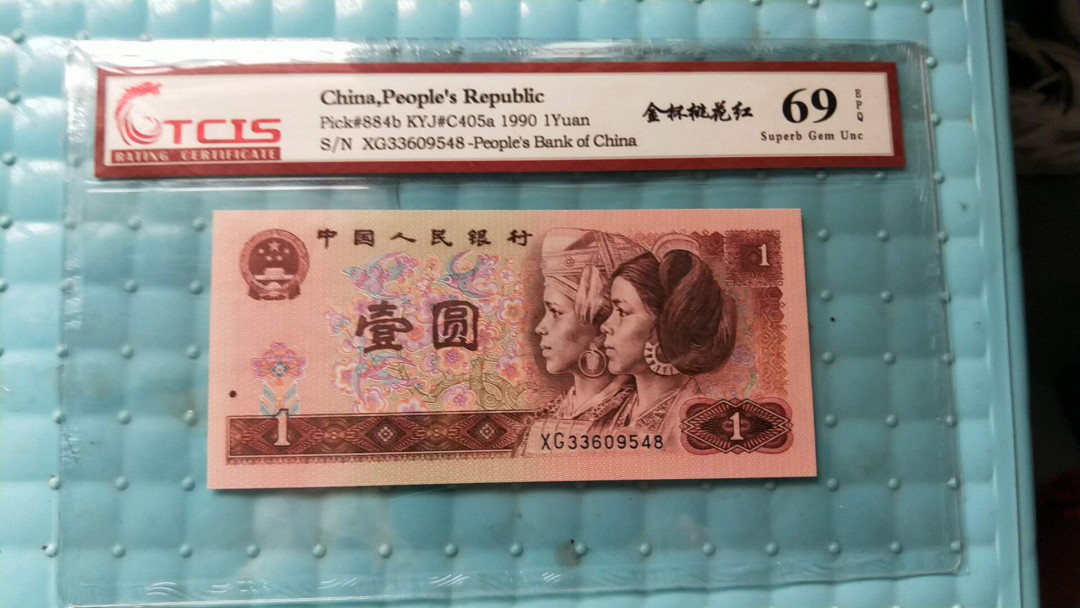 TCIS
RATING CERTIFICATE
China,People's Republic
Pick#884b KYJ#C405a 1990 1Yuan
S/N XG33609548-People's Bank of China
金杯桃花红
69
EPQ
Superb Gem Unc
中国人民银行
1
壹圆
1
XG33609548
1